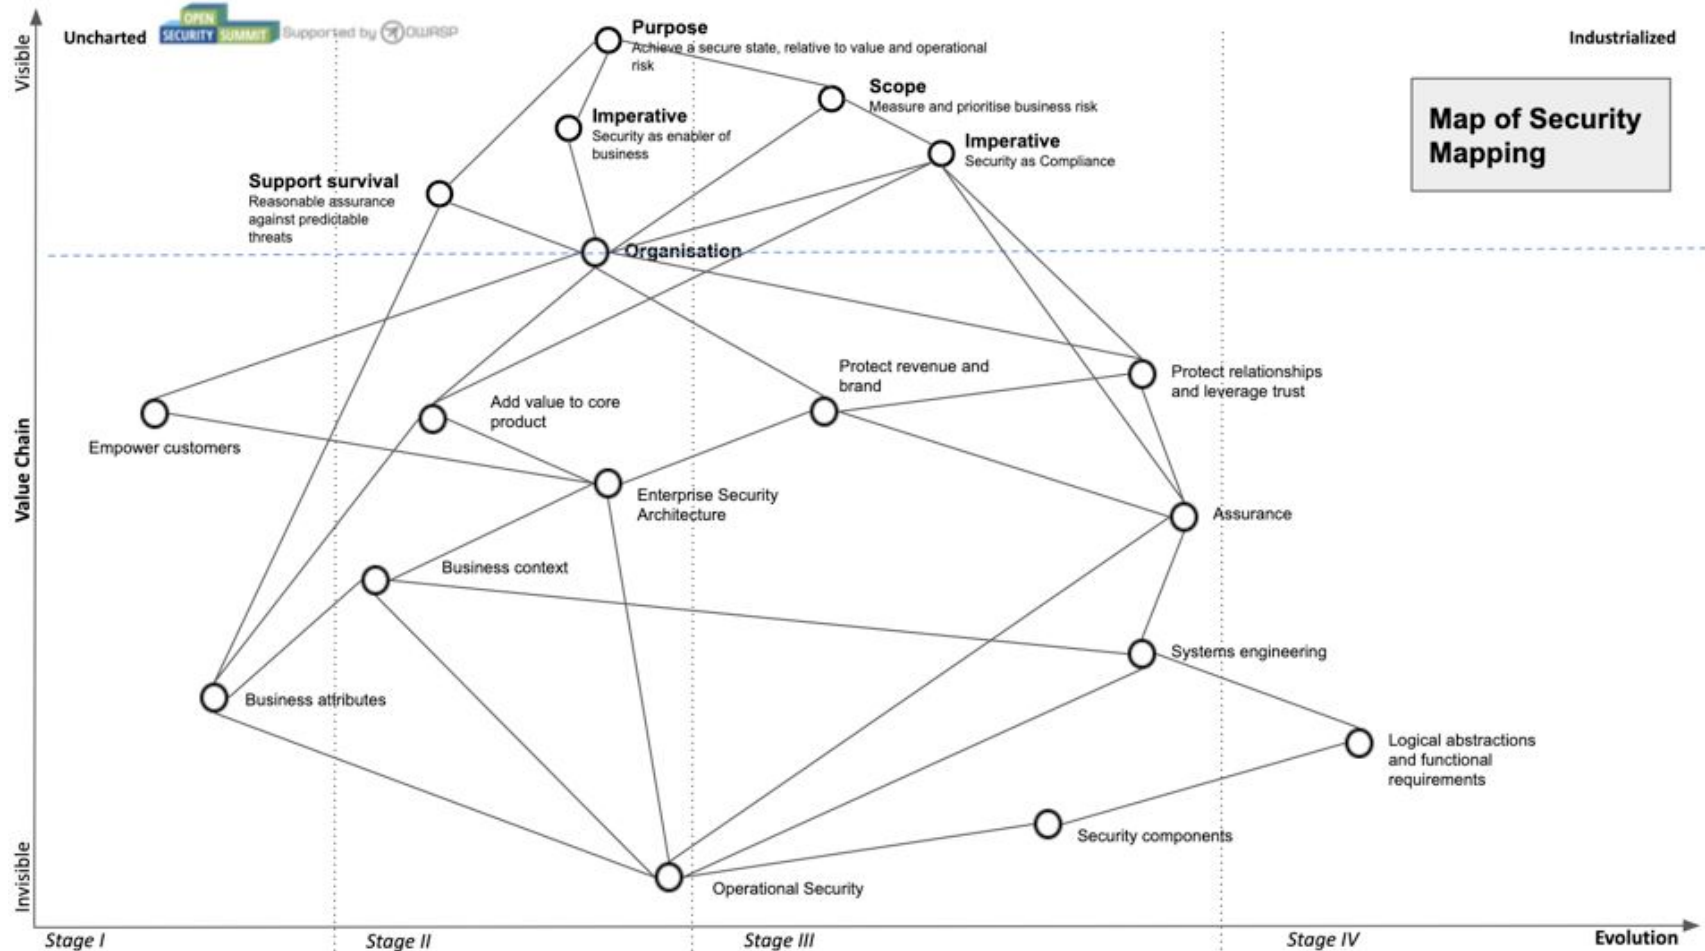 Uncharted
OPEN
SECURITY SUMMIT
Supported by OWASP
Industrialized
Visible
Purpose
Achieve a secure state, relative to value and operational
risk
Scope
Measure and prioritise business risk
Map of Security
Mapping
Imperative
Security as enabler of
business
Imperative
Security as Compliance
Support survival
Reasonable assurance
against predictable
threats
Organisation
Protect revenue and
brand
Protect relationships
and leverage trust
Add value to core
product
Empower customers
Value Chain
Enterprise Security
Architecture
Assurance
Business context
Systems engineering
Business attributes
Logical abstractions
and functional
requirements
Security components
Invisible
Operational Security
Stage I
Stage II
Stage III
Stage IV
Evolution